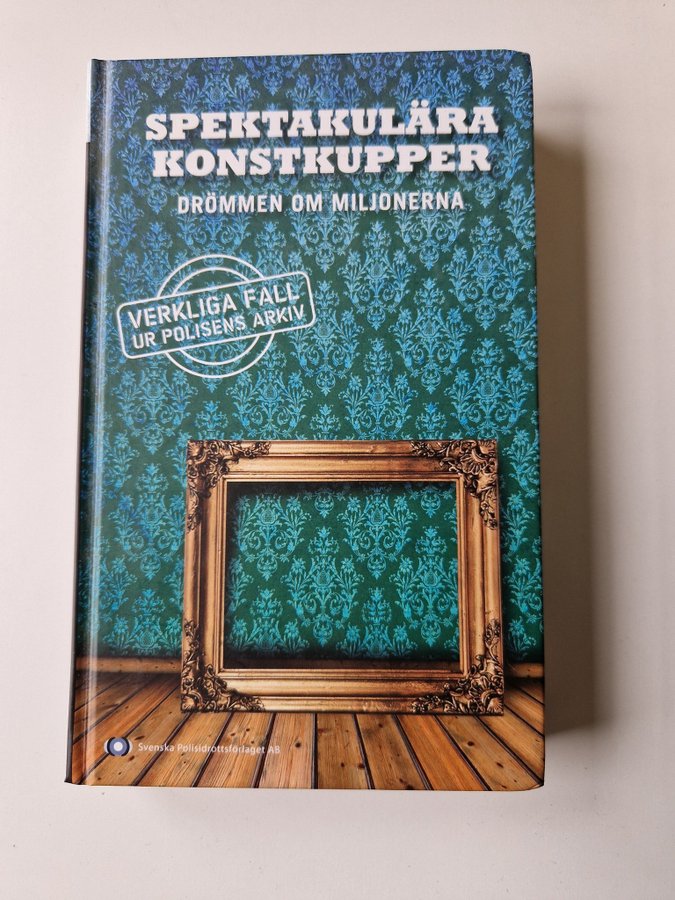 SPEKTAKULÄRA
KONSTKUPPER
DRÖMMEN OM MILJONERNA
VERKLIGA FALL
UR POLISENS ARKIV
Svenska Polisidrottsförlaget AB